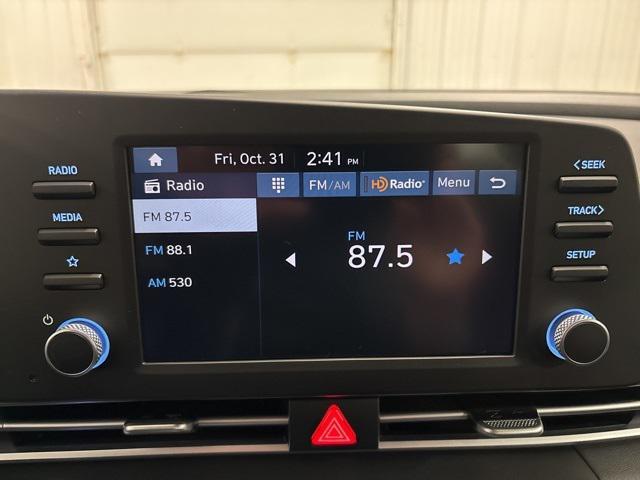 Fri, Oct. 31 2:41 PM
RADIO
MEDIA
Radio
FM/AM
HD Radio
Menu
FM 87.5
FM 88.1
AM 530
FM
87.5
<SEEK
TRACK>
SETUP